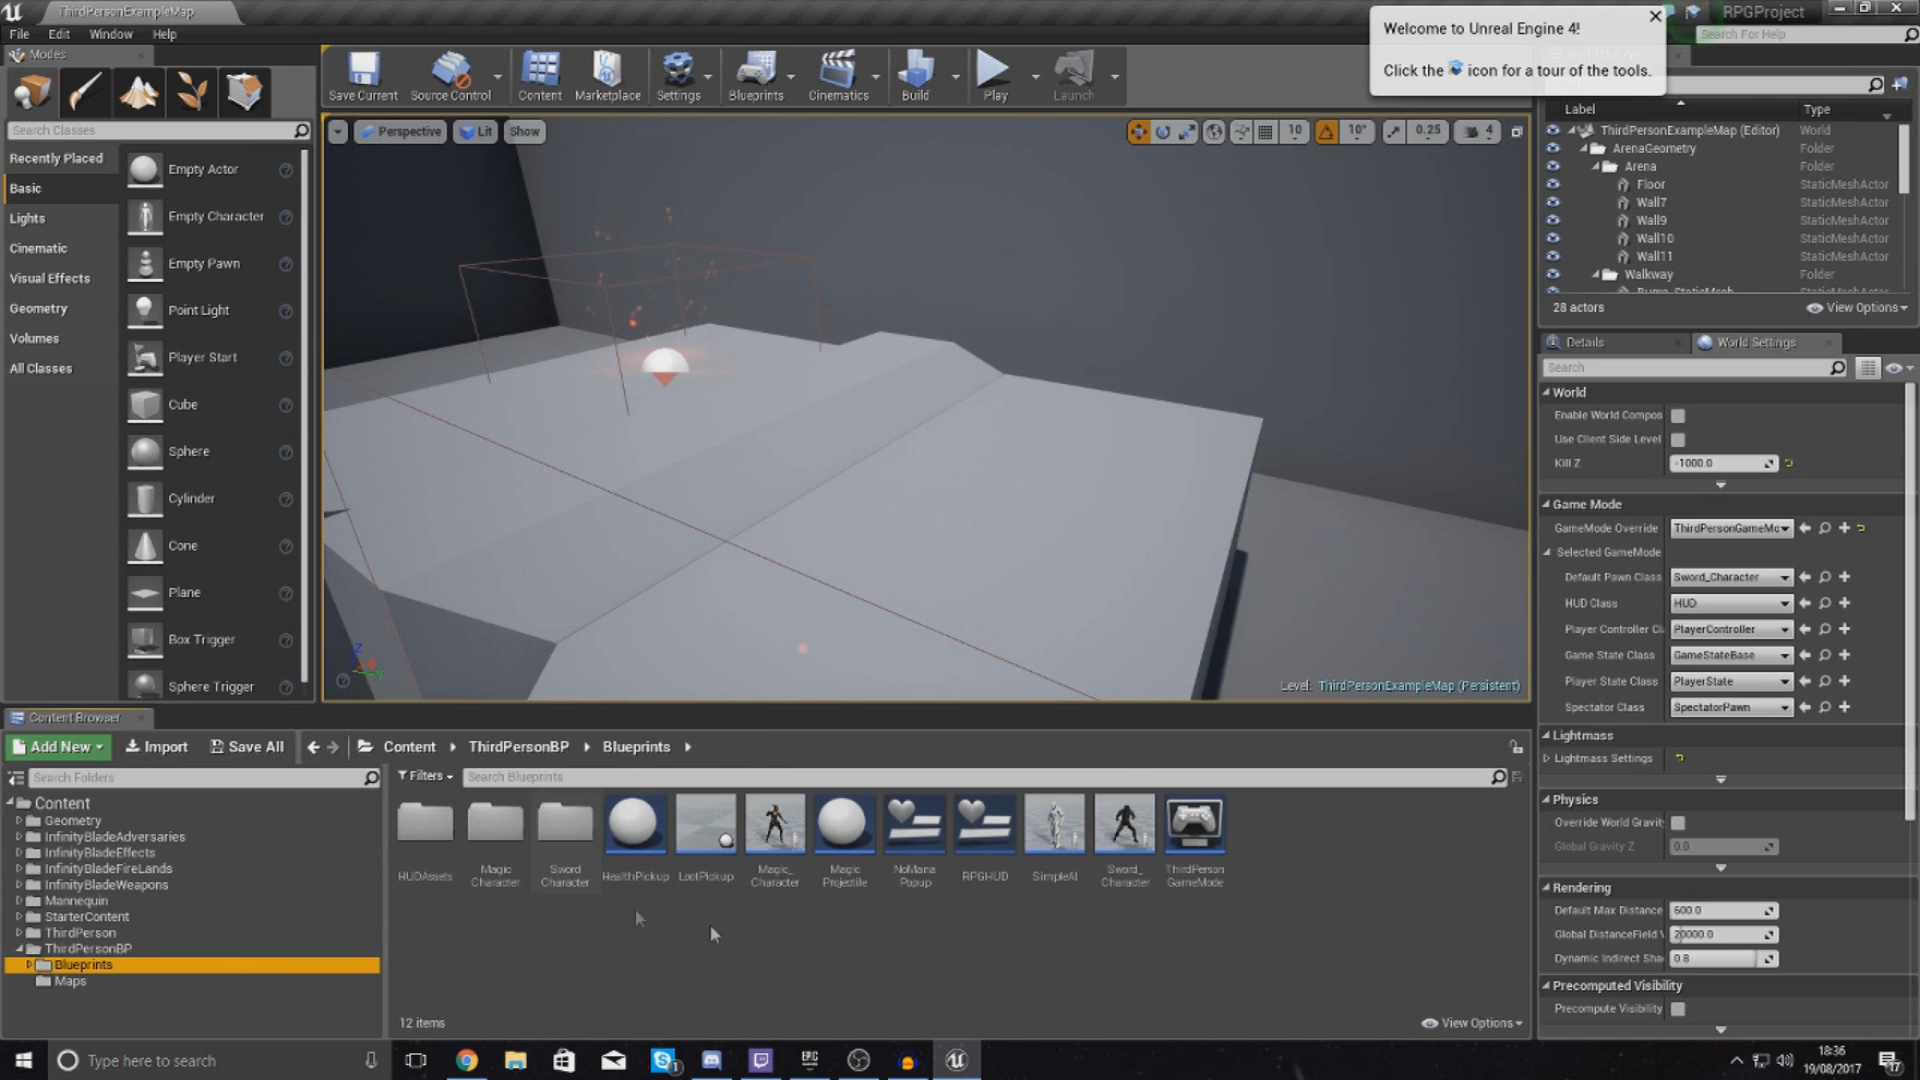 ThirdPersonExampleMap
RPGProject
File Edit Window Help
Search For Help
Welcome to Unreal Engine 4!
Click the icon for a tour of the tools.
Modes
Save Current
Source Control
Content
Marketplace
Settings
Blueprints
Cinematics
Build
Play
Launch
Search Classes
Recently Placed
Basic
Lights
Cinematic
Visual Effects
Geometry
Volumes
All Classes
Empty Actor
Empty Character
Empty Pawn
Point Light
Player Start
Cube
Sphere
Cylinder
Cone
Plane
Box Trigger
Sphere Trigger
Perspective
Lit
Show
10
10°
0.25
4
Level: ThirdPersonExampleMap (Persistent)
Label Type
ThirdPersonExampleMap (Editor) World
ArenaGeometry Folder
Arena Folder
Floor StaticMeshActor
Wall7 StaticMeshActor
Wall9 StaticMeshActor
Wall10 StaticMeshActor
Wall11 StaticMeshActor
Walkway Folder
28 actors
View Options
Details
World Settings
Search
World
Enable World Compos
Use Client Side Level
Kill Z -1000.0
Game Mode
GameMode Override ThirdPersonGameMo
Selected GameMode
Default Pawn Class Sword_Character
HUD Class HUD
Player Controller Cl PlayerController
Game State Class GameStateBase
Player State Class PlayerState
Spectator Class SpectatorPawn
Lightmass
Lightmass Settings
Physics
Override World Gravit
Global Gravity Z 0.0
Rendering
Default Max Distance 600.0
Global DistanceField V 20000.0
Dynamic Indirect Sha 0.8
Precomputed Visibility
Precompute Visibility
Content Browser
Add New
Import
Save All
Content
ThirdPersonBP
Blueprints
Search Folders
Filters
Search Blueprints
Content
Geometry
InfinityBladeAdversaries
InfinityBladeEffects
InfinityBladeFireLands
InfinityBladeWeapons
Mannequin
StarterContent
ThirdPerson
ThirdPersonBP
Blueprints
Maps
HUDAssets
Magic
Character
Sword
Character
HealthPickup
LootPickup
Magic_
Character
Magic
Projectile
NoMana
Popup
RPGHUD
SimpleAI
Sword_
Character
ThirdPerson
GameMode
12 items
View Options
Type here to search
EPIC
18:36
19/08/2017